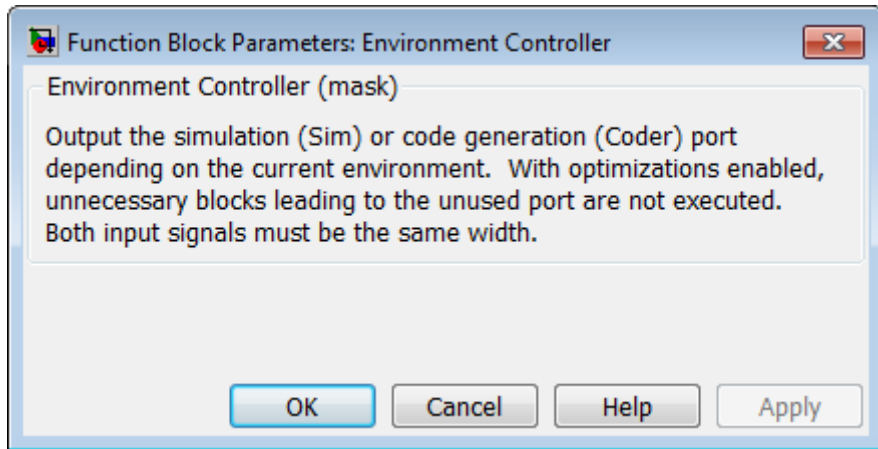 Function Block Parameters: Environment Controller
Environment Controller (mask)
Output the simulation (Sim) or code generation (Coder) port
depending on the current environment.  With optimizations enabled,
unnecessary blocks leading to the unused port are not executed.
Both input signals must be the same width.
OK Cancel Help Apply